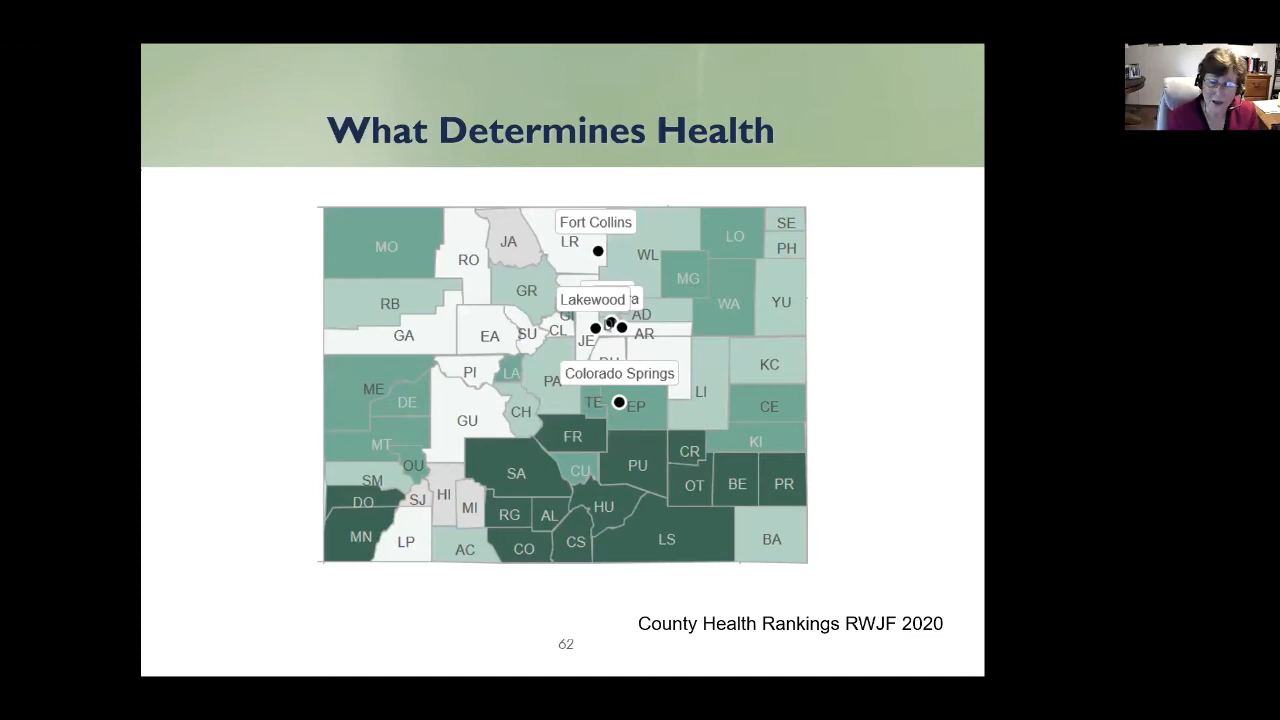 What Determines Health
Fort Collins
MO
JA
LR
RO
WL
LO
SE
PH
MG
RB
GR
Lakewood
a
WA
YU
GI
AD
GA
EA
SU
CL
JE
AR
PI
LA
PA
Colorado Springs
KC
ME
DE
CH
TE
EP
LI
CE
GU
MT
FR
KI
OU
SA
CU
PU
CR
SM
DO
SJ
HI
MI
RG
AL
HU
OT
BE
PR
MN
LP
AC
CO
CS
LS
BA
County Health Rankings RWJF 2020
62